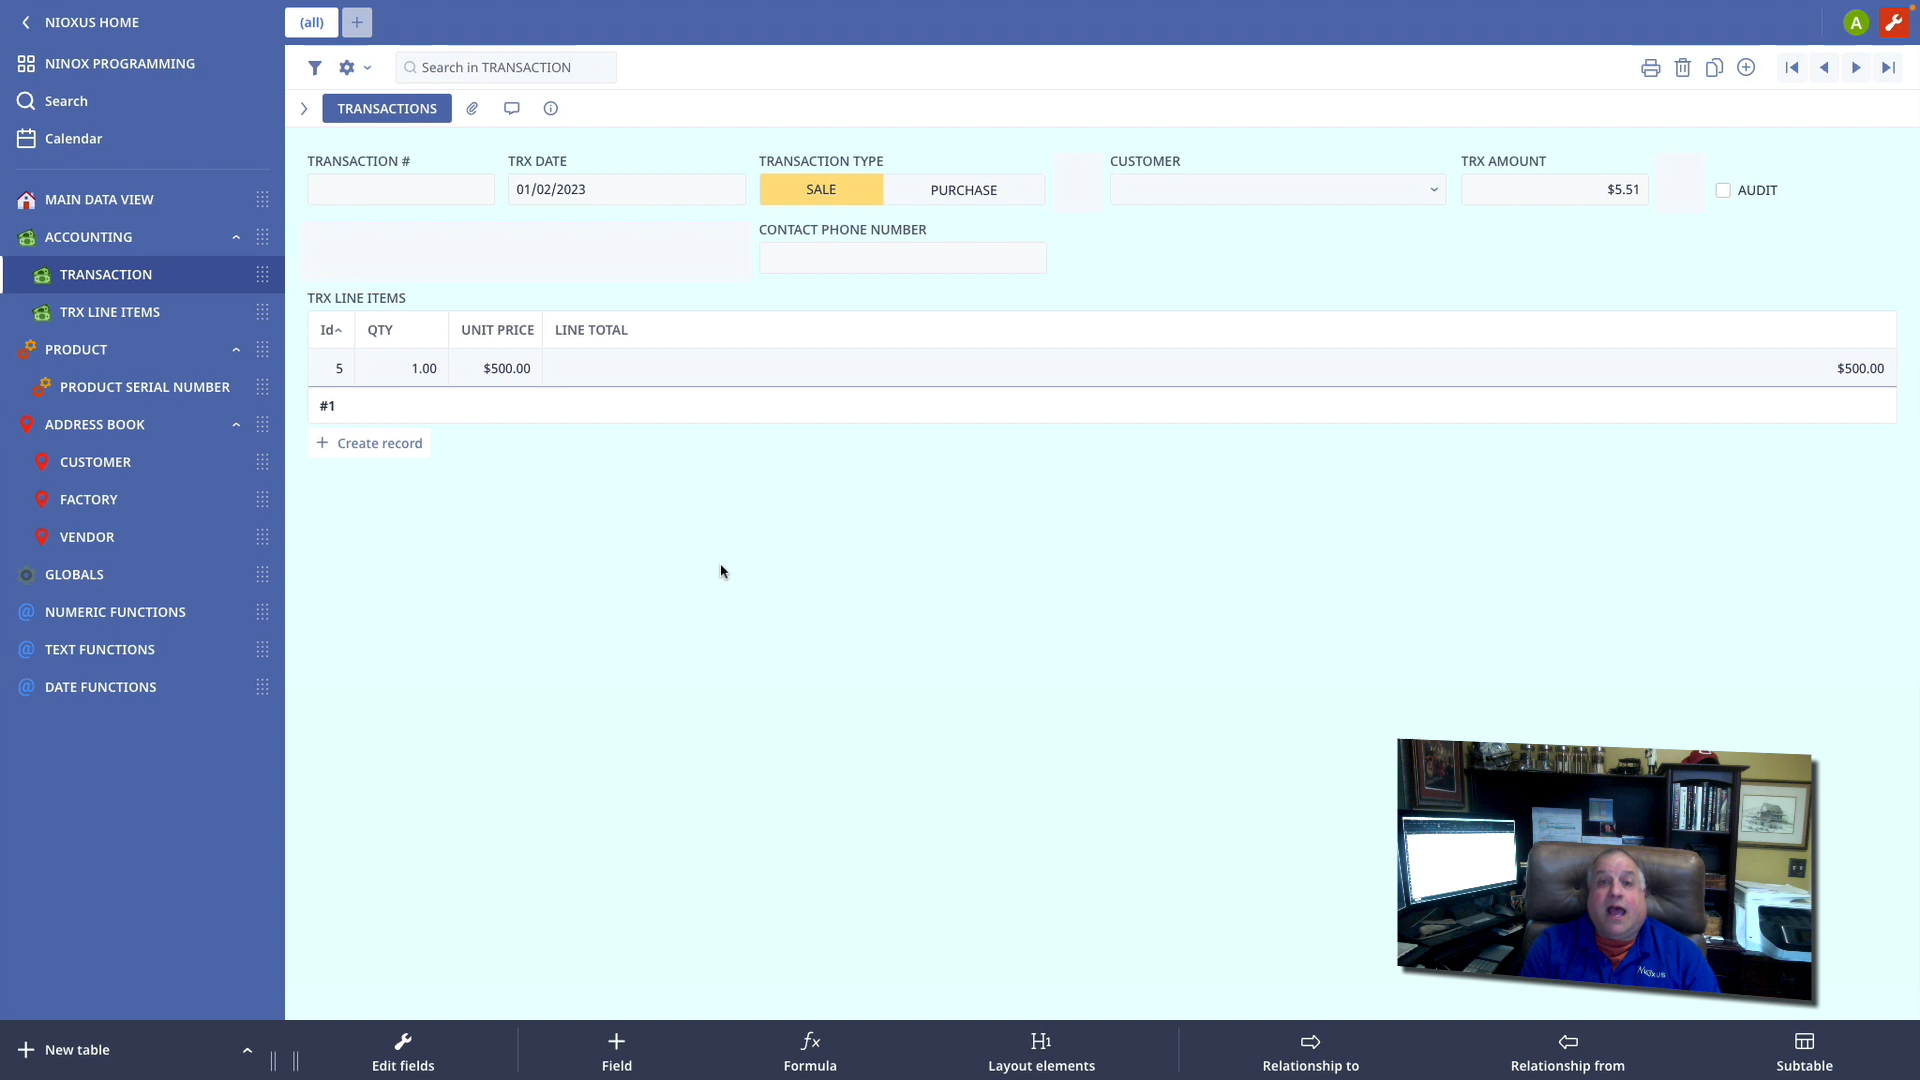 NIOXUS HOME
(all)
A
NINOX PROGRAMMING
Search in TRANSACTION
Search
TRANSACTIONS
Calendar
TRANSACTION #
TRX DATE
TRANSACTION TYPE
CUSTOMER
TRX AMOUNT
01/02/2023
SALE
PURCHASE
$5.51
AUDIT
CONTACT PHONE NUMBER
MAIN DATA VIEW
ACCOUNTING
TRANSACTION
TRX LINE ITEMS
PRODUCT
PRODUCT SERIAL NUMBER
ADDRESS BOOK
CUSTOMER
FACTORY
VENDOR
GLOBALS
@ NUMERIC FUNCTIONS
@ TEXT FUNCTIONS
@ DATE FUNCTIONS
TRX LINE ITEMS
Id QTY UNIT PRICE LINE TOTAL
5 1.00 $500.00 $500.00
#1
+ Create record
NIOXUS
+ New table
Edit fields
Field
fx
Formula
H1
Layout elements
Relationship to
Relationship from
Subtable